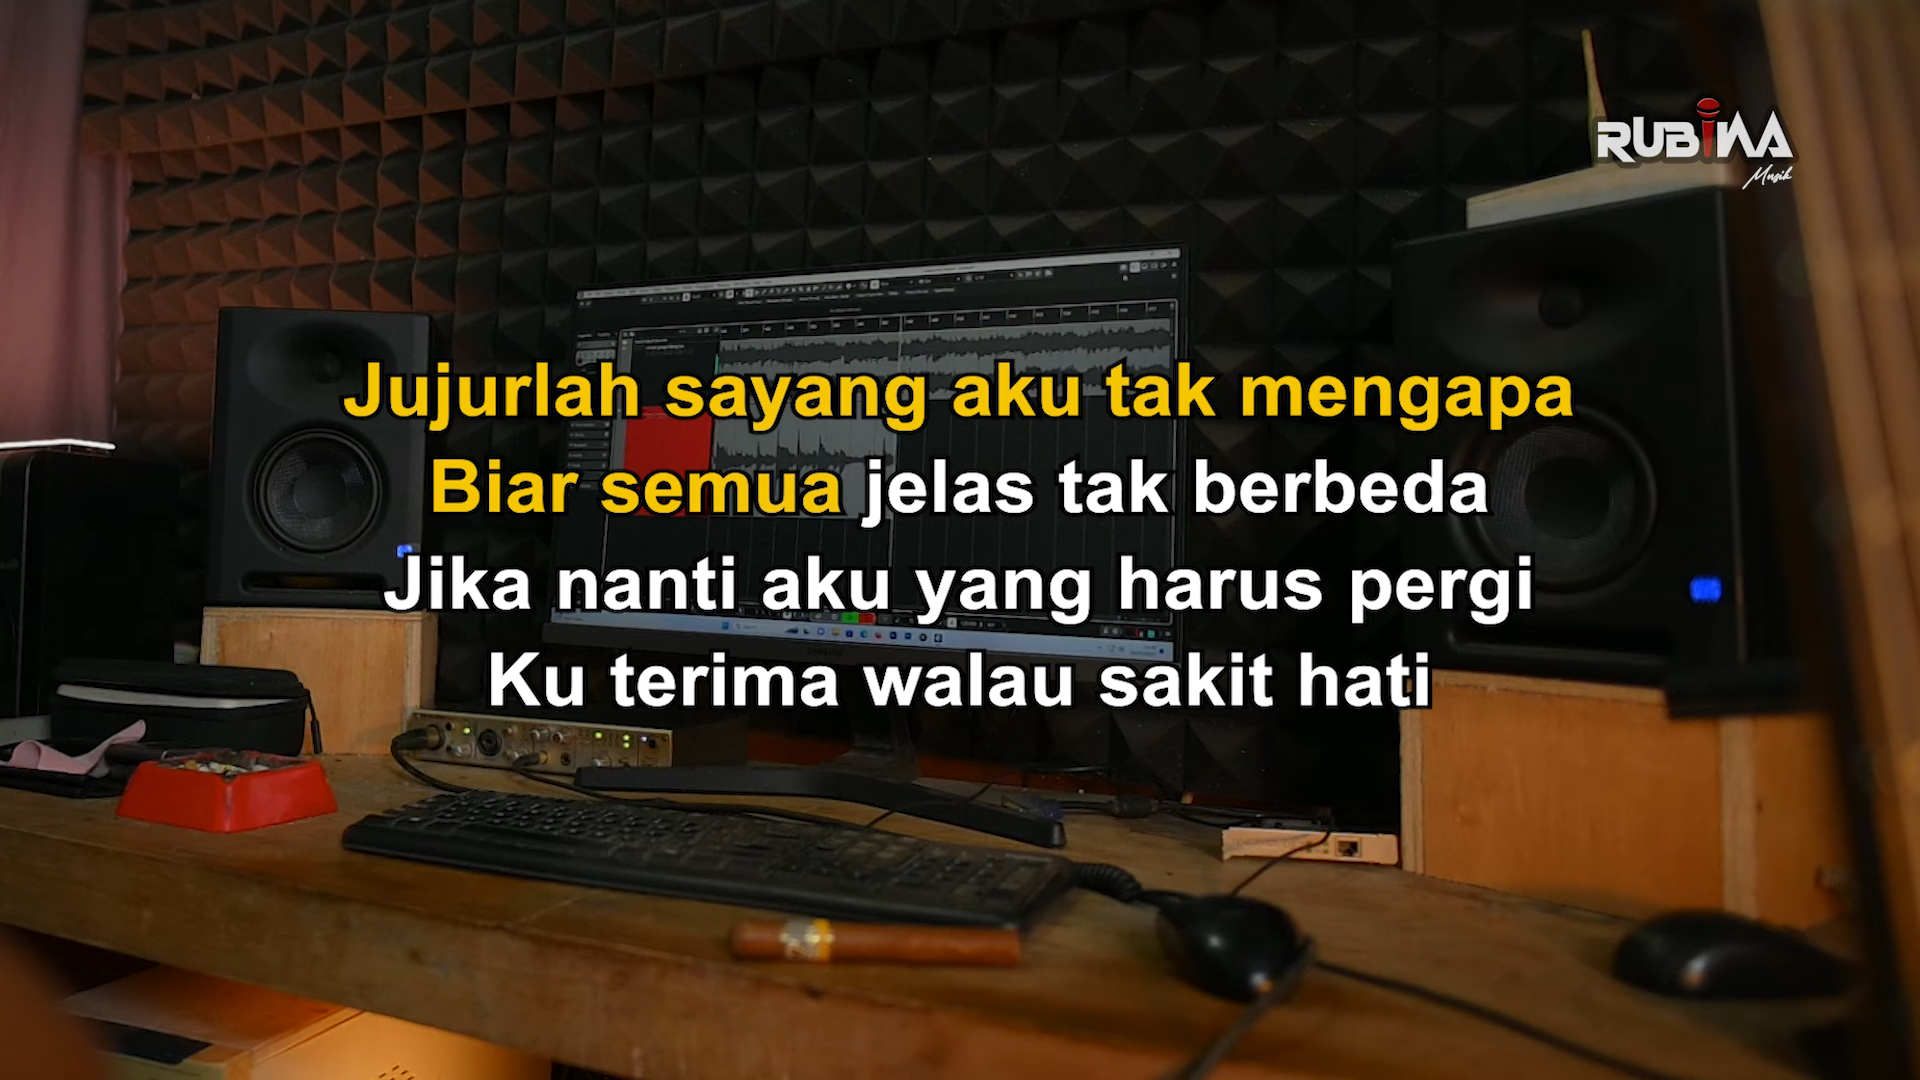 RUBINA
Musik
Jujurlah sayang aku tak mengapa
Biar semua jelas tak berbeda
Jika nanti aku yang harus pergi
Ku terima walau sakit hati